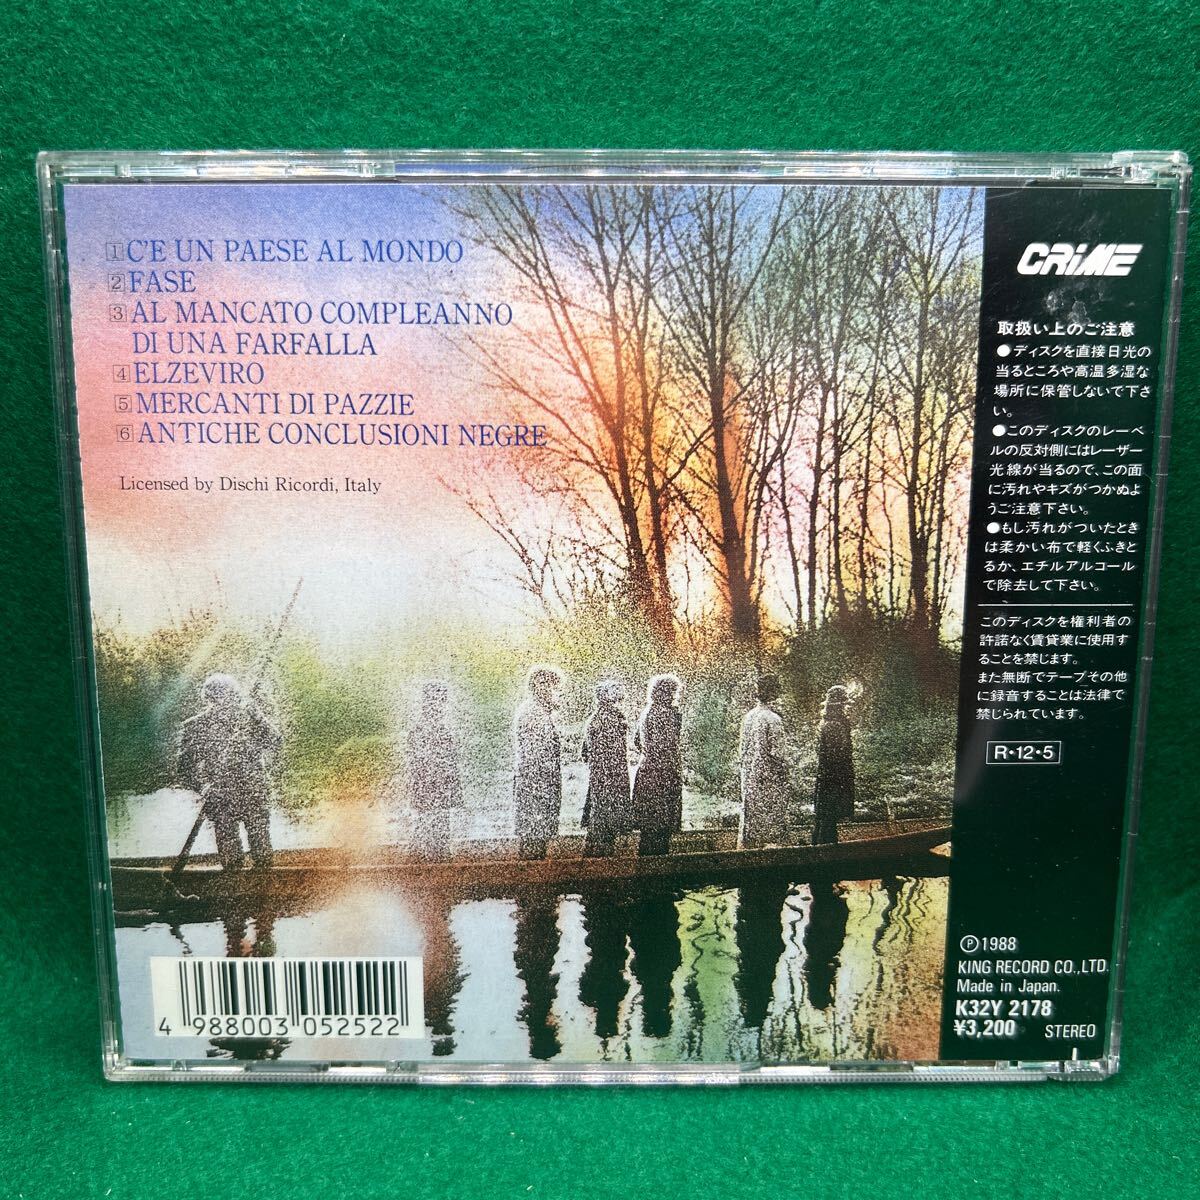 1 C'E UN PAESE AL MONDO
2 FASE
3 AL MANCATO COMPLEANNO
DI UNA FARFALLA
4 ELZEVIRO
5 MERCANTI DI PAZZIE
6 ANTICHE CONCLUSIONI NEGRE
Licensed by Dischi Ricordi, Italy
4 988003 052522
CRIME
取扱い上のご注意
●ディスクを直接日光の
当るところや高温多湿な
場所に保管しないで下さ
い。
●このディスクのレーベ
ルの反対側にはレーザー
光線が当るので、この面
に汚れやキズがつかぬよ
うご注意下さい。
●もし汚れがついたとき
は柔かい布で軽くふきと
るか、エチルアルコール
で除去して下さい。
このディスクを権利者の
許諾なく賃貸業に使用す
ることを禁じます。
また無断でテープその他
に録音することは法律で
禁じられています。
R・12・5
Ⓟ1988
KING RECORD CO.,LTD.
Made in Japan.
K32Y 2178
¥3,200 STEREO